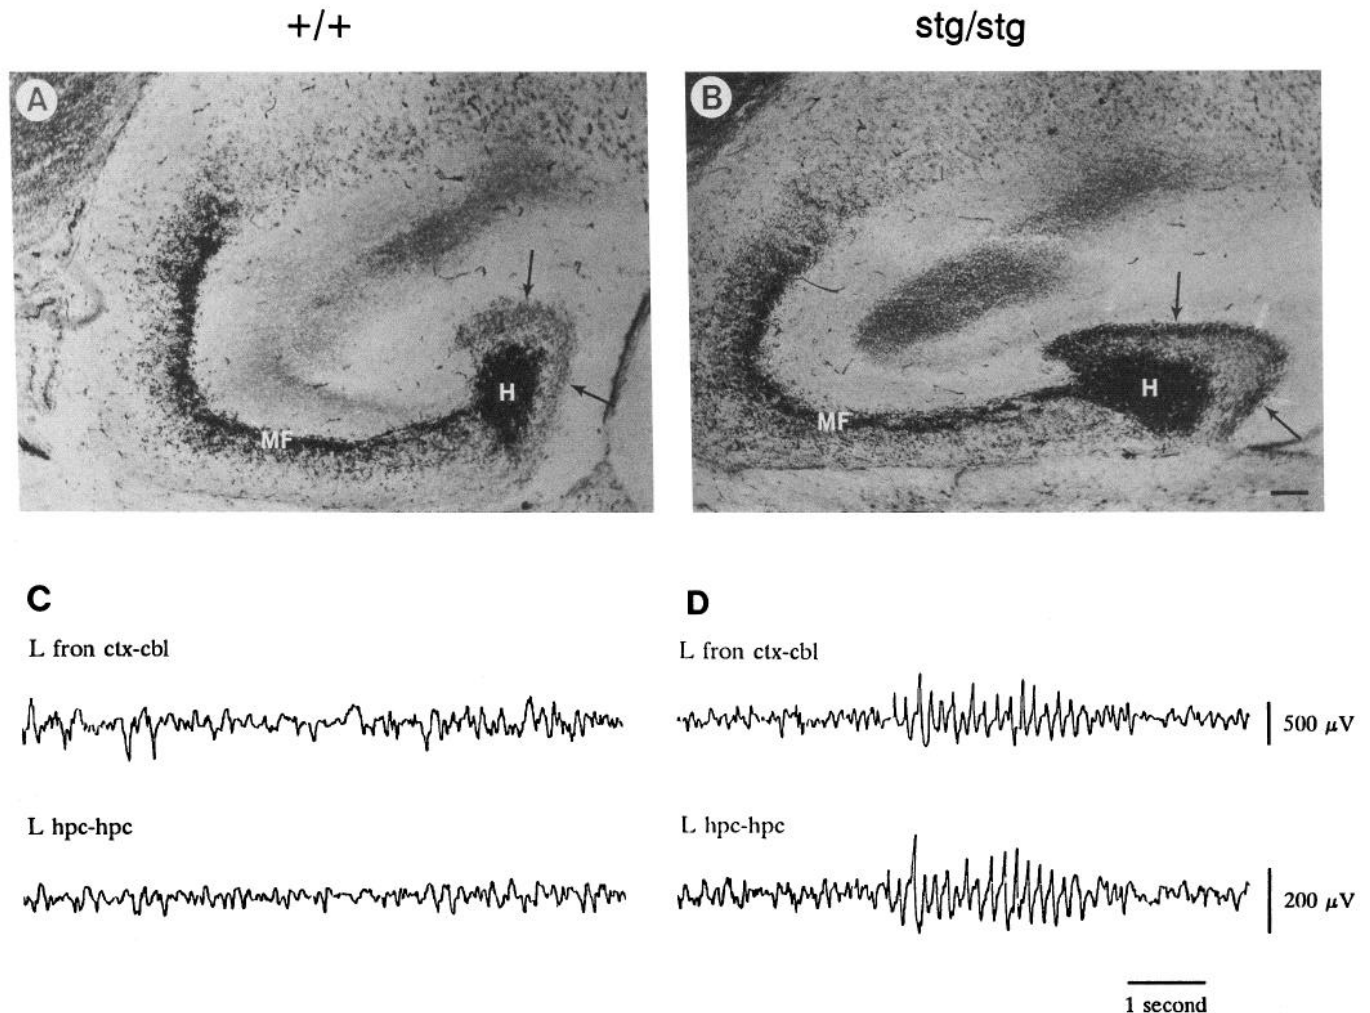 +/+
stg/stg
A
B
H
H
MF
MF
C
D
L fron ctx-cbl
L fron ctx-cbl
500 µV
L hpc-hpc
L hpc-hpc
200 µV
1 second